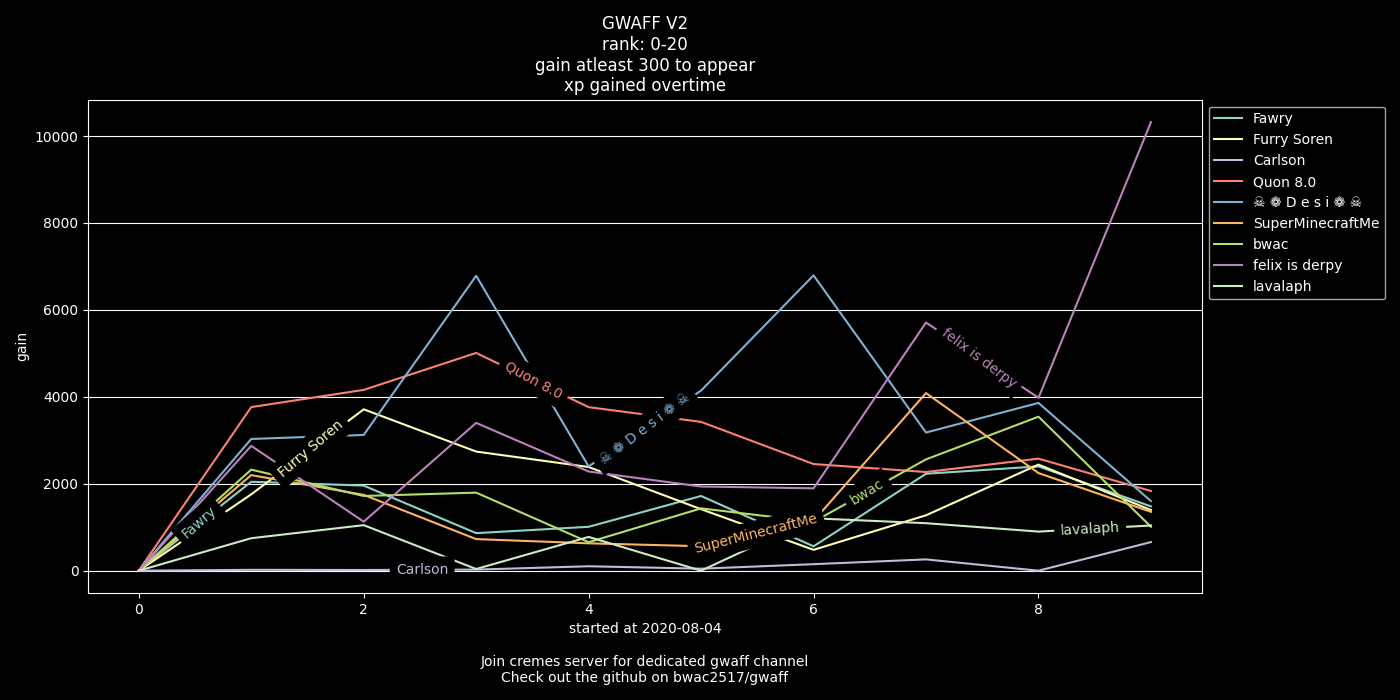 GWAFF V2
rank: 0-20
gain atleast 300 to appear
xp gained overtime
gain
10000
8000
6000
4000
2000
0
0 2 4 6 8
Fawry
Furry Soren
Carlson
Quon 8.0
☠ ❁ D e s i ❁ ☠
SuperMinecraftMe
bwac
felix is derpy
lavalaph
Fawry
Furry Soren
Carlson
Quon 8.0
☠ ❁ D e s i ❁ ☠
SuperMinecraftMe
bwac
felix is derpy
lavalaph
started at 2020-08-04
Join cremes server for dedicated gwaff channel
Check out the github on bwac2517/gwaff